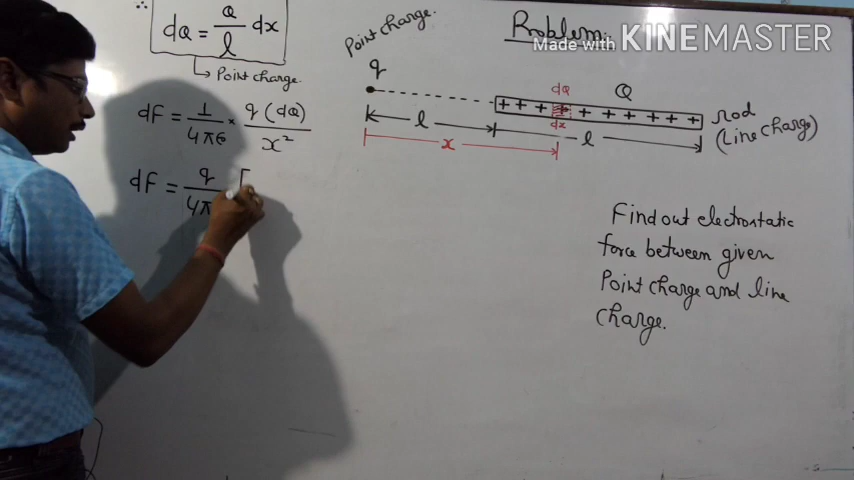 ∴ dQ = Q/l dx
↳ Point charge.
dF = 1/4πϵ × q(dQ)/x²
dF = q/4π [
Problem:
Made with KINEMASTER
Point charge.
q
dQ
Q
+ + + + + + + + + +
dx
l
l
x
rod
(Line charge)
Find out electrostatic
force between given
Point charge and line
charge.